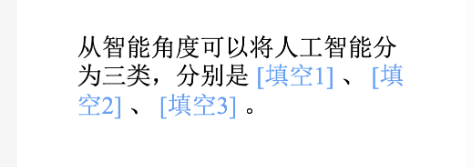 从智能角度可以将人工智能分
为三类，分别是 [填空1] 、 [填
空2] 、 [填空3] 。